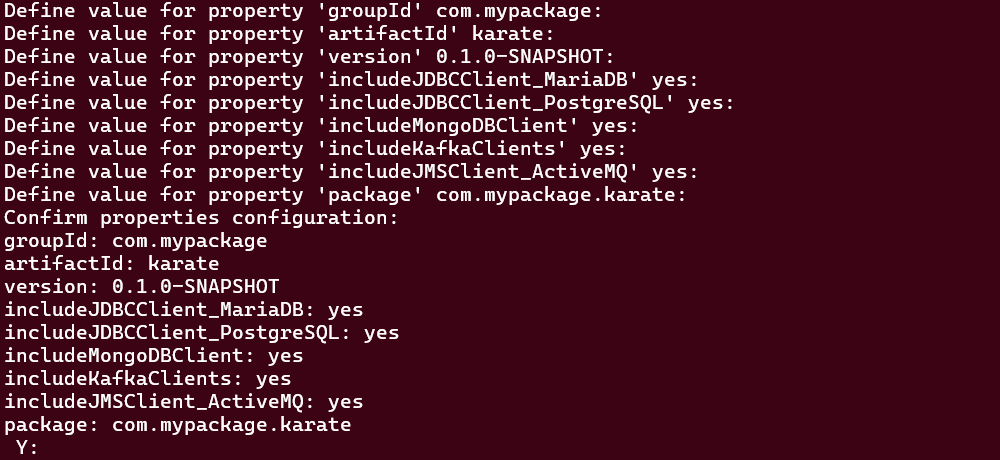 Define value for property 'groupId' com.mypackage:
Define value for property 'artifactId' karate:
Define value for property 'version' 0.1.0-SNAPSHOT:
Define value for property 'includeJDBCClient_MariaDB' yes:
Define value for property 'includeJDBCClient_PostgreSQL' yes:
Define value for property 'includeMongoDBClient' yes:
Define value for property 'includeKafkaClients' yes:
Define value for property 'includeJMSClient_ActiveMQ' yes:
Define value for property 'package' com.mypackage.karate:
Confirm properties configuration:
groupId: com.mypackage
artifactId: karate
version: 0.1.0-SNAPSHOT
includeJDBCClient_MariaDB: yes
includeJDBCClient_PostgreSQL: yes
includeMongoDBClient: yes
includeKafkaClients: yes
includeJMSClient_ActiveMQ: yes
package: com.mypackage.karate
 Y: